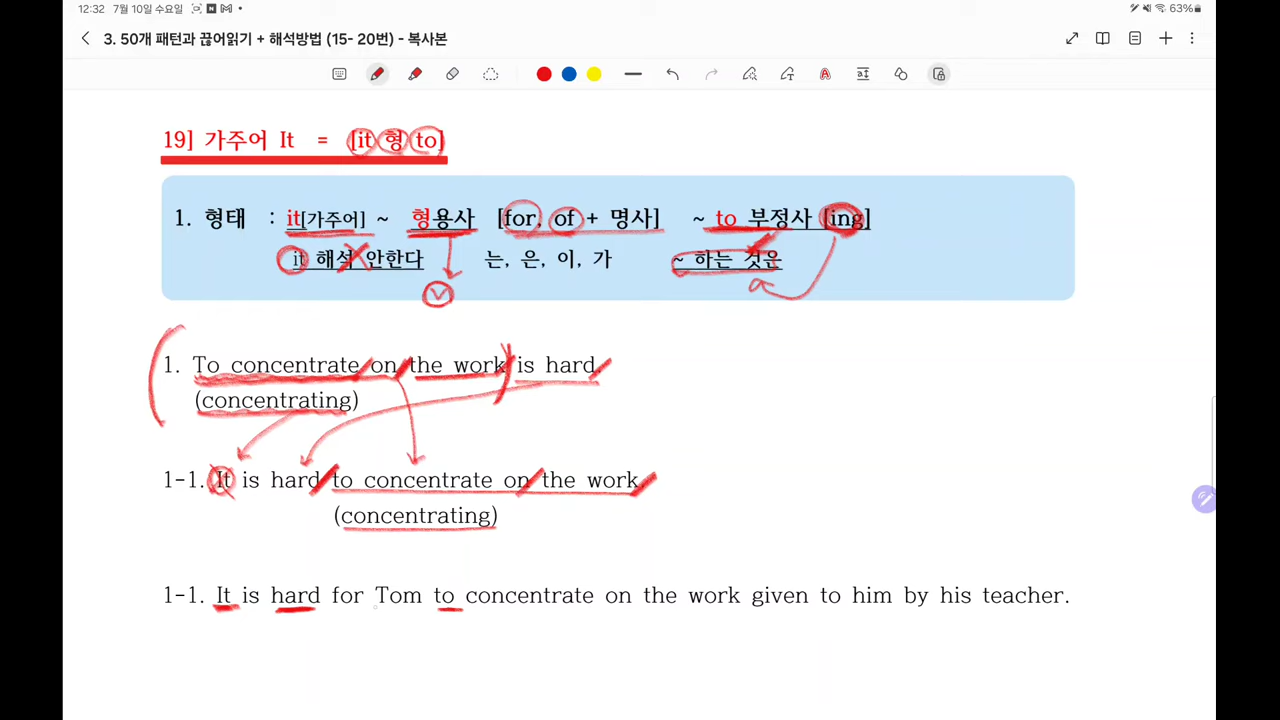 12:32 7월 10일 수요일
63%
3. 50개 패턴과 끊어읽기 + 해석방법 (15- 20번) - 복사본
19] 가주어 It = [it 형 to]
1. 형태 : it[가주어] ~ 형용사 [for, of + 명사] ~ to 부정사 [ing]
it 해석 안한다 는, 은, 이, 가 ~ 하는 것은
1. To concentrate on the work is hard.
(concentrating)
1-1. It is hard to concentrate on the work.
(concentrating)
1-1. It is hard for Tom to concentrate on the work given to him by his teacher.